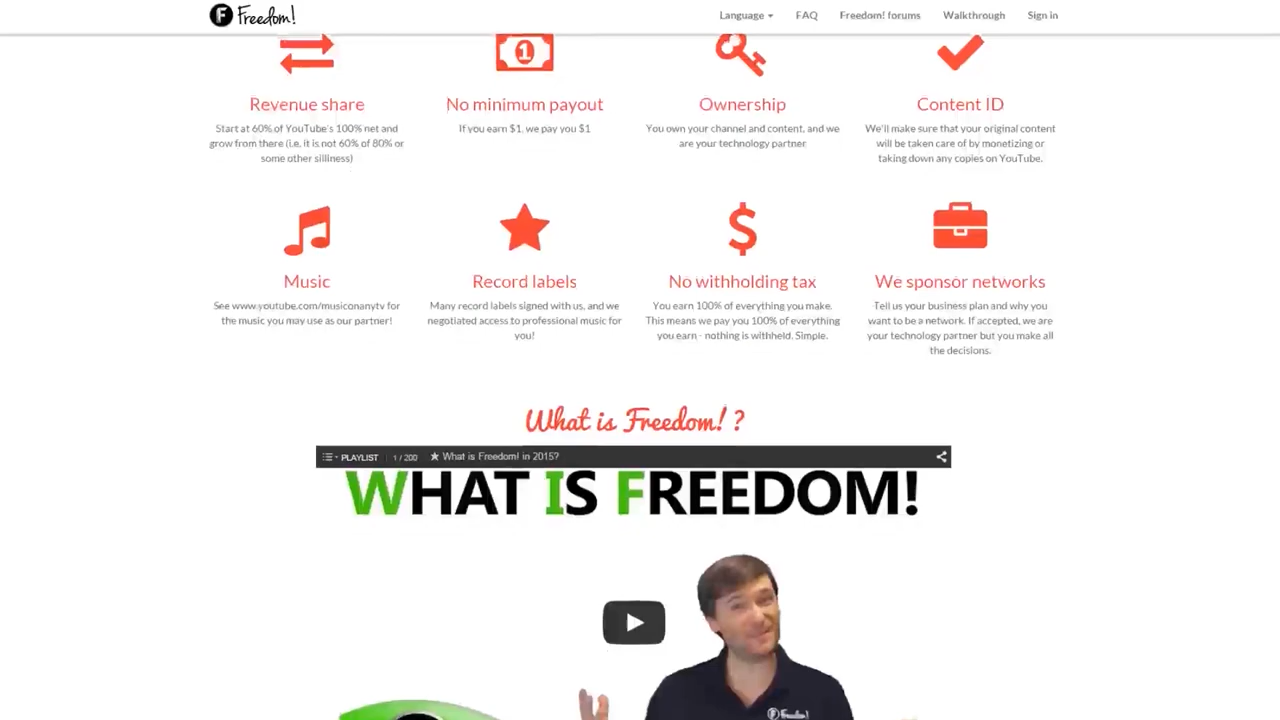 F Freedom!
Language FAQ Freedom! forums Walkthrough Sign in
1
Revenue share
Start at 60% of YouTube's 100% net and
grow from there (i.e. it is not 60% of 80% or
some other silliness)
No minimum payout
If you earn $1, we pay you $1
Ownership
You own your channel and content, and we
are your technology partner
Content ID
We'll make sure that your original content
will be taken care of by monetizing or
taking down any copies on YouTube.
Music
See www.youtube.com/musiconanytv for
the music you may use as our partner!
Record labels
Many record labels signed with us, and we
negotiated access to professional music for
you!
$
No withholding tax
You earn 100% of everything you make.
This means we pay you 100% of everything
you earn - nothing is withheld. Simple.
We sponsor networks
Tell us your business plan and why you
want to be a network. If accepted, we are
your technology partner but you make all
the decisions.
What is Freedom! ?
PLAYLIST 1 / 200 ★ What is Freedom! in 2015?
WHAT IS FREEDOM!
F Freedom!